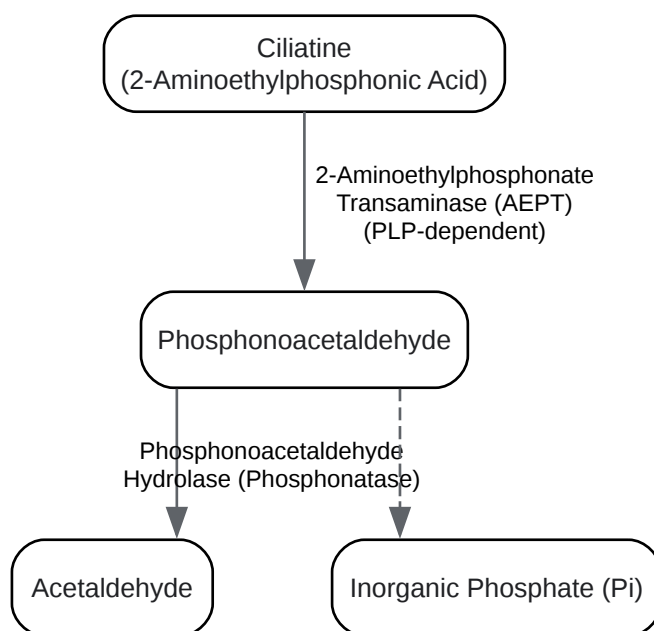 Ciliatine
(2-Aminoethylphosphonic Acid)
2-Aminoethylphosphonate
Transaminase (AEPT)
(PLP-dependent)
Phosphonoacetaldehyde
Phosphonoacetaldehyde
Hydrolase (Phosphonatase)
Acetaldehyde
Inorganic Phosphate (Pi)